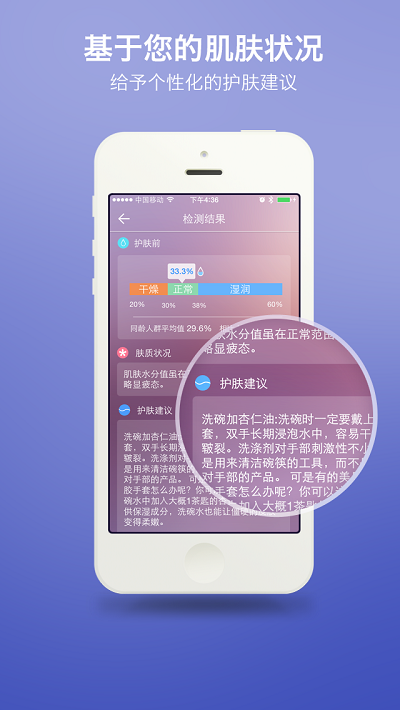 基于您的肌肤状况
给予个性化的护肤建议
中国移动
下午4:36
检测结果
护肤前
33.3%
干燥 正常 湿润
20% 30% 38% 60%
同龄人群平均值 29.6%
肤质状况
肌肤水分值虽在
略显疲态。
护肤建议
洗碗加杏仁油:
套，双手长期浸
皲裂。洗涤剂对
是用来清洁碗筷的
对手部的产品。
胶手套怎么办呢？你可
碗水中加入大概1茶匙的杏
供保湿成分，洗碗水也能让僵硬的
变得柔嫩。
肌肤水分值虽在正常范围
略显疲态。
护肤建议
洗碗加杏仁油:洗碗时一定要戴上
套，双手长期浸泡水中，容易干
皲裂。洗涤剂对手部刺激性不小
是用来清洁碗筷的工具，而不
对手部的产品。可是有的美
手套怎么办呢？你可以
加入大概1茶匙